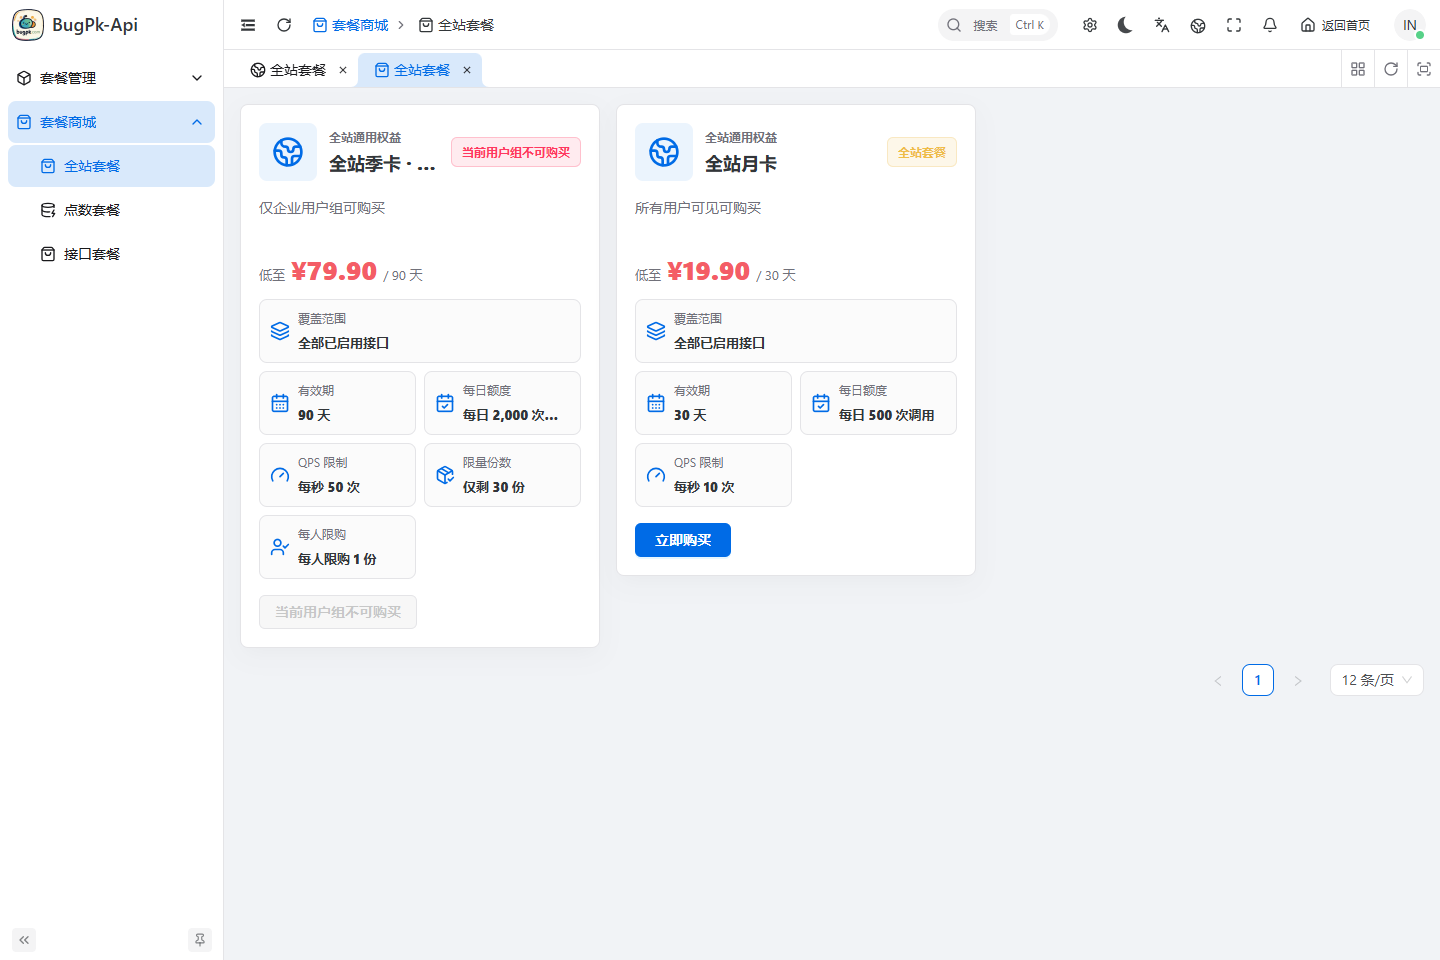 BugPk-Api
套餐管理
套餐商城
全站套餐
点数套餐
接口套餐
套餐商城
全站套餐
搜索
Ctrl K
返回首页
IN
全站套餐
全站套餐
全站通用权益
全站季卡 · ...
当前用户组不可购买
仅企业用户组可购买
低至 ¥79.90 / 90 天
覆盖范围
全部已启用接口
有效期
90 天
每日额度
每日 2,000 次...
QPS 限制
每秒 50 次
限量份数
仅剩 30 份
每人限购
每人限购 1 份
当前用户组不可购买
全站通用权益
全站月卡
全站套餐
所有用户可见可购买
低至 ¥19.90 / 30 天
覆盖范围
全部已启用接口
有效期
30 天
每日额度
每日 500 次调用
QPS 限制
每秒 10 次
立即购买
1
12 条/页